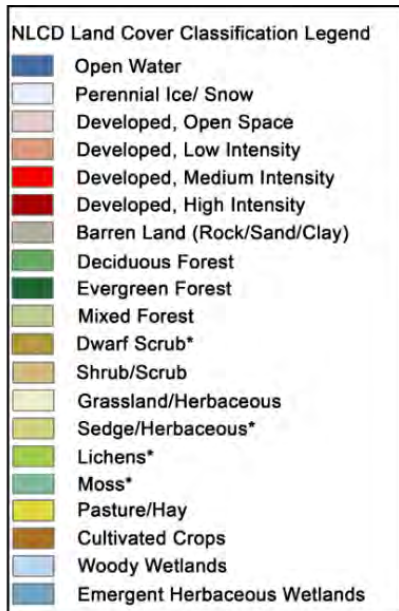 NLCD Land Cover Classification Legend
Open Water
Perennial Ice/ Snow
Developed, Open Space
Developed, Low Intensity
Developed, Medium Intensity
Developed, High Intensity
Barren Land (Rock/Sand/Clay)
Deciduous Forest
Evergreen Forest
Mixed Forest
Dwarf Scrub*
Shrub/Scrub
Grassland/Herbaceous
Sedge/Herbaceous*
Lichens*
Moss*
Pasture/Hay
Cultivated Crops
Woody Wetlands
Emergent Herbaceous Wetlands